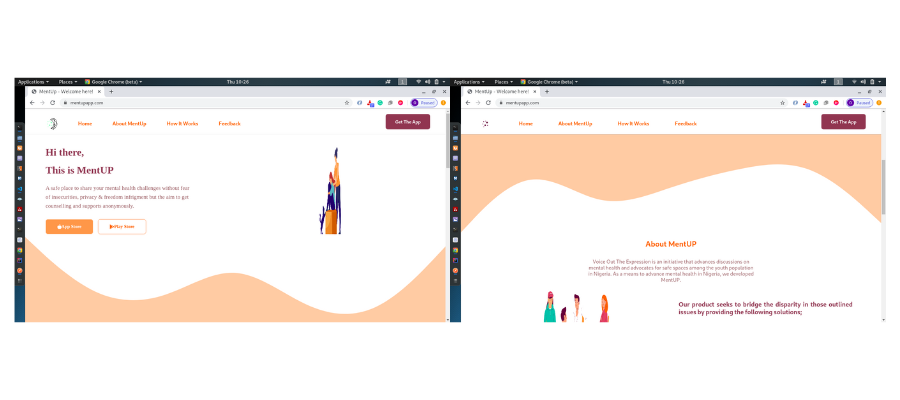 Applications Places Google Chrome (beta) Thu 10:26 1
MentUp - Welcome here!
mentupapp.com Paused
Home About MentUp How It Works Feedback Get The App
Hi there,
This is MentUP
A safe place to share your mental health challenges without fear
of insecurities, privacy & freedom infringment but the aim to get
counselling and supports anonymously.
App Store Play Store
Applications Places Google Chrome (beta) Thu 10:26 1
MentUp - Welcome here!
mentupapp.com Paused
Home About MentUp How It Works Feedback Get The App
About MentUP
Voice Out The Expression is an initiative that advances discussions on
mental health and advocates for safe spaces among the youth population
in Nigeria. As a means to advance mental health in Nigeria, we developed
MentUP.
Our product seeks to bridge the disparity in those outlined
issues by providing the following solutions;